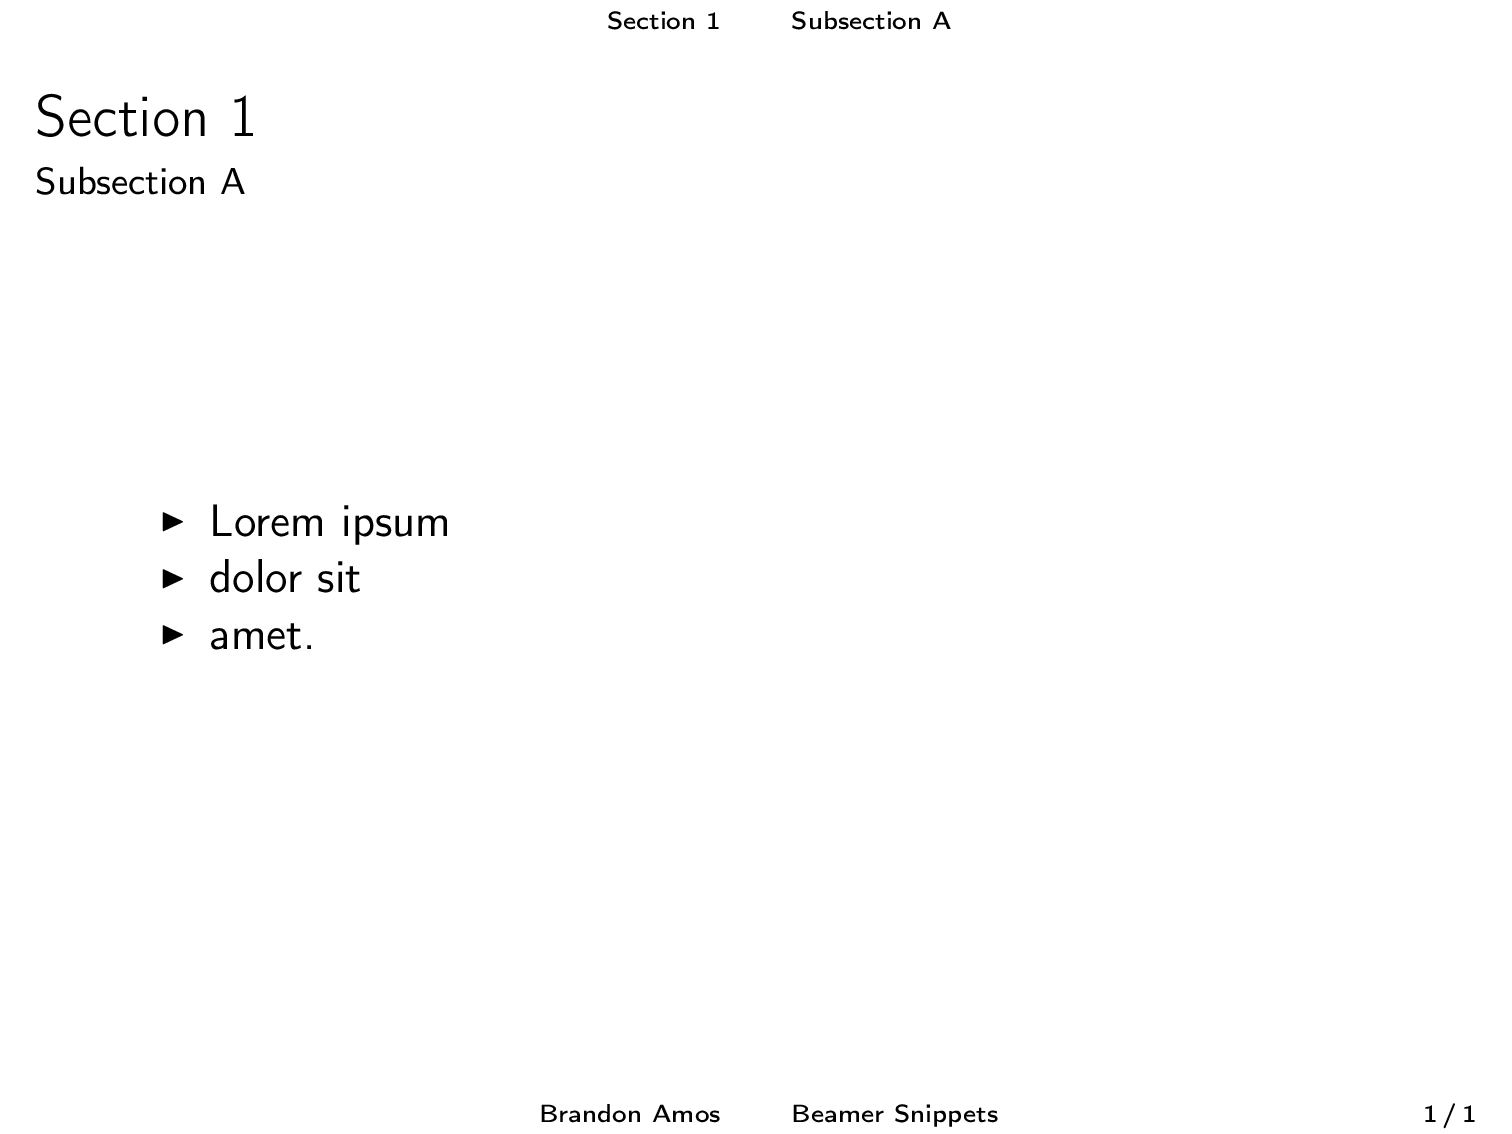 Section 1 Subsection A
Section 1
Subsection A
▶ Lorem ipsum
▶ dolor sit
▶ amet.
Brandon Amos Beamer Snippets 1 / 1